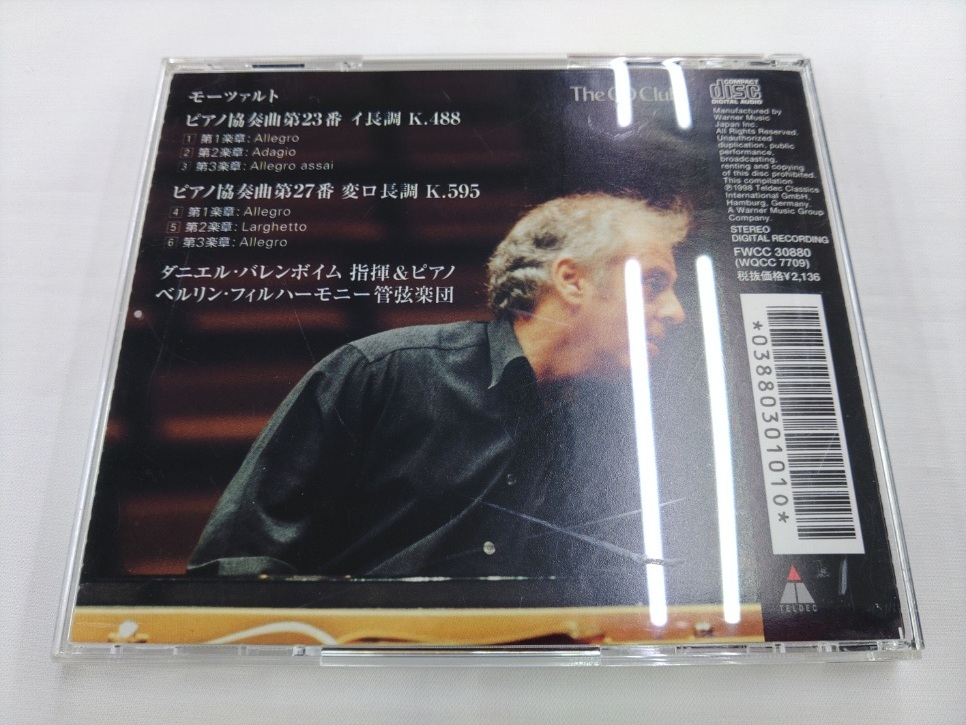 モーツァルト
ピアノ協奏曲第23番 イ長調 K.488
1 第1楽章: Allegro
2 第2楽章: Adagio
3 第3楽章: Allegro assai
ピアノ協奏曲第27番 変ロ長調 K.595
4 第1楽章: Allegro
5 第2楽章: Larghetto
6 第3楽章: Allegro
ダニエル・バレンボイム 指揮&ピアノ
ベルリン・フィルハーモニー管弦楽団
The CD Club
COMPACT
disc
DIGITAL AUDIO
Manufactured by
Warner Music
Japan Inc.
All Rights Reserved.
Unauthorized
duplication, public
performance,
broadcasting,
renting and copying
of this disc prohibited.
This compilation
℗1998 Teldec Classics
International GmbH,
Hamburg, Germany.
A Warner Music Group
Company.
STEREO
DIGITAL RECORDING
FWCC 30880
(WQCC 7709)
税抜価格¥2,136
*03880301010*
TELDEC